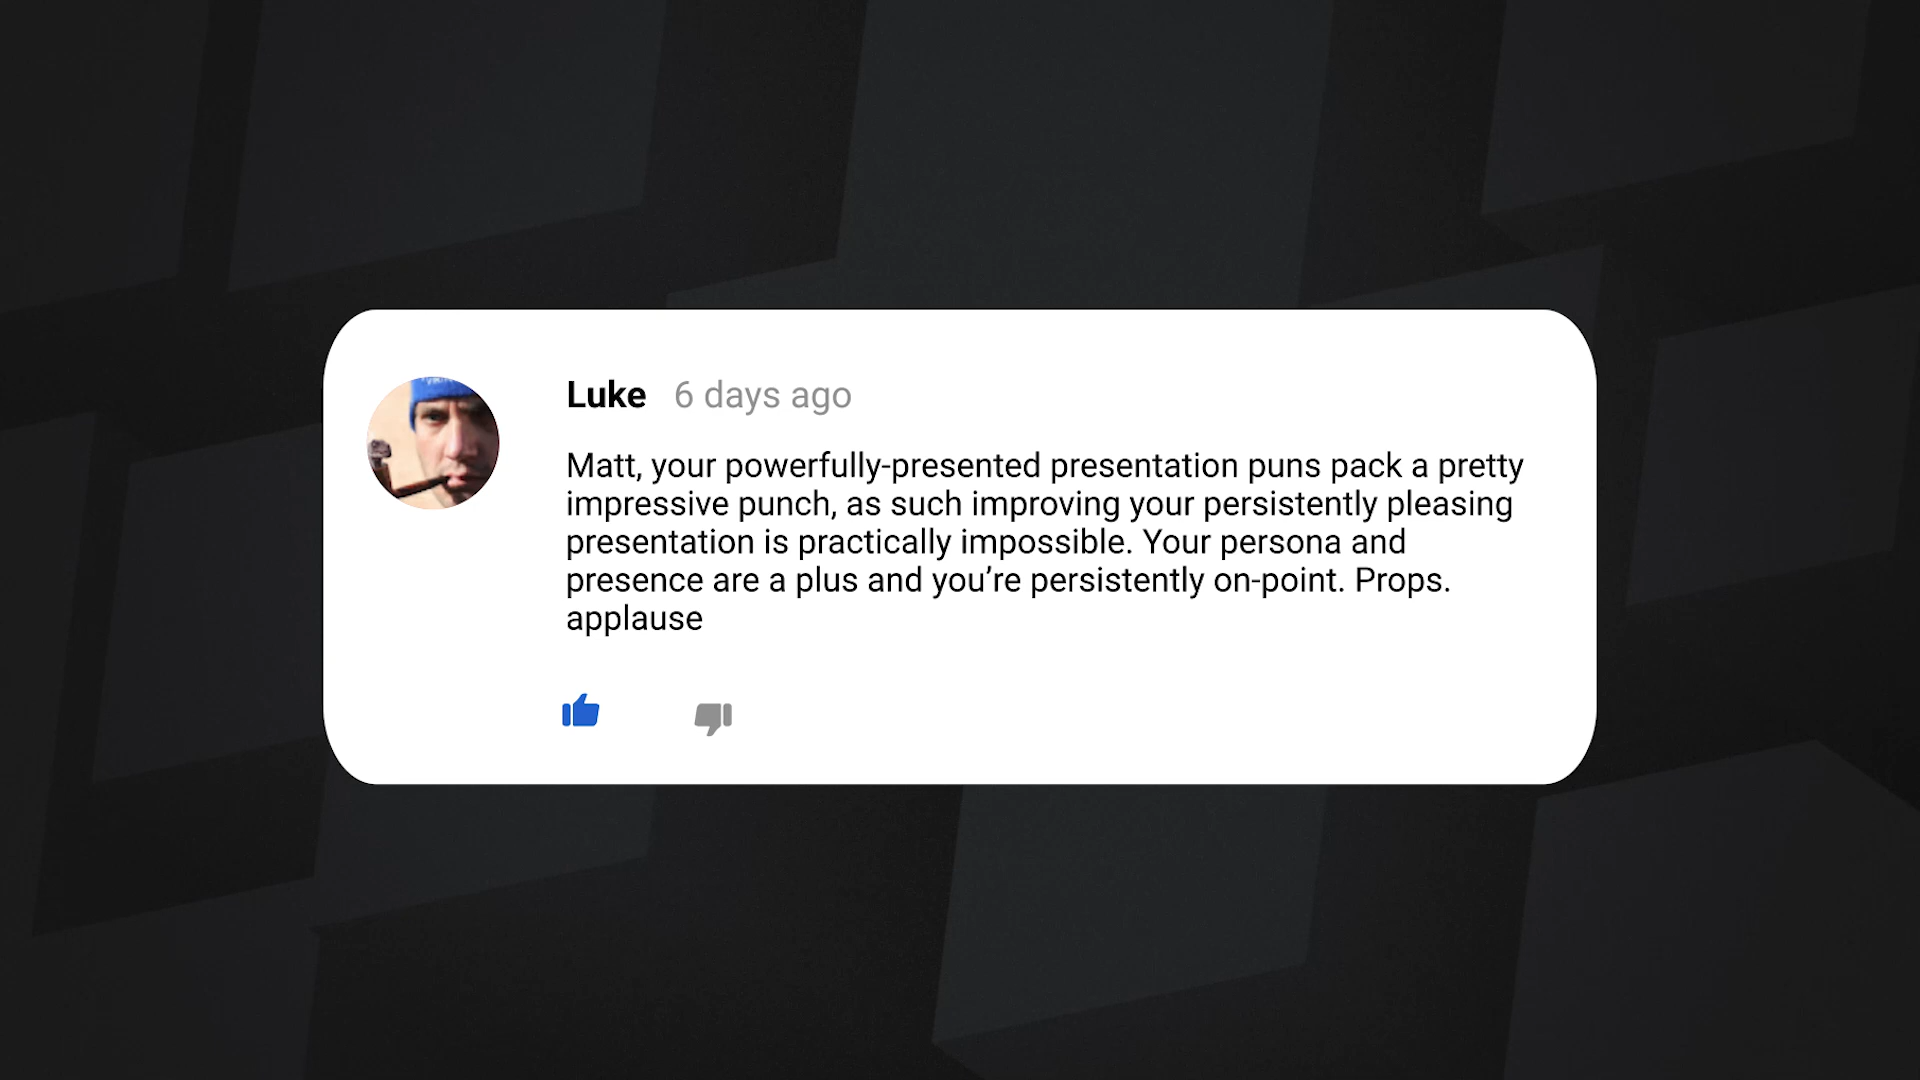 Luke 6 days ago
Matt, your powerfully-presented presentation puns pack a pretty
impressive punch, as such improving your persistently pleasing
presentation is practically impossible. Your persona and
presence are a plus and you’re persistently on-point. Props.
applause